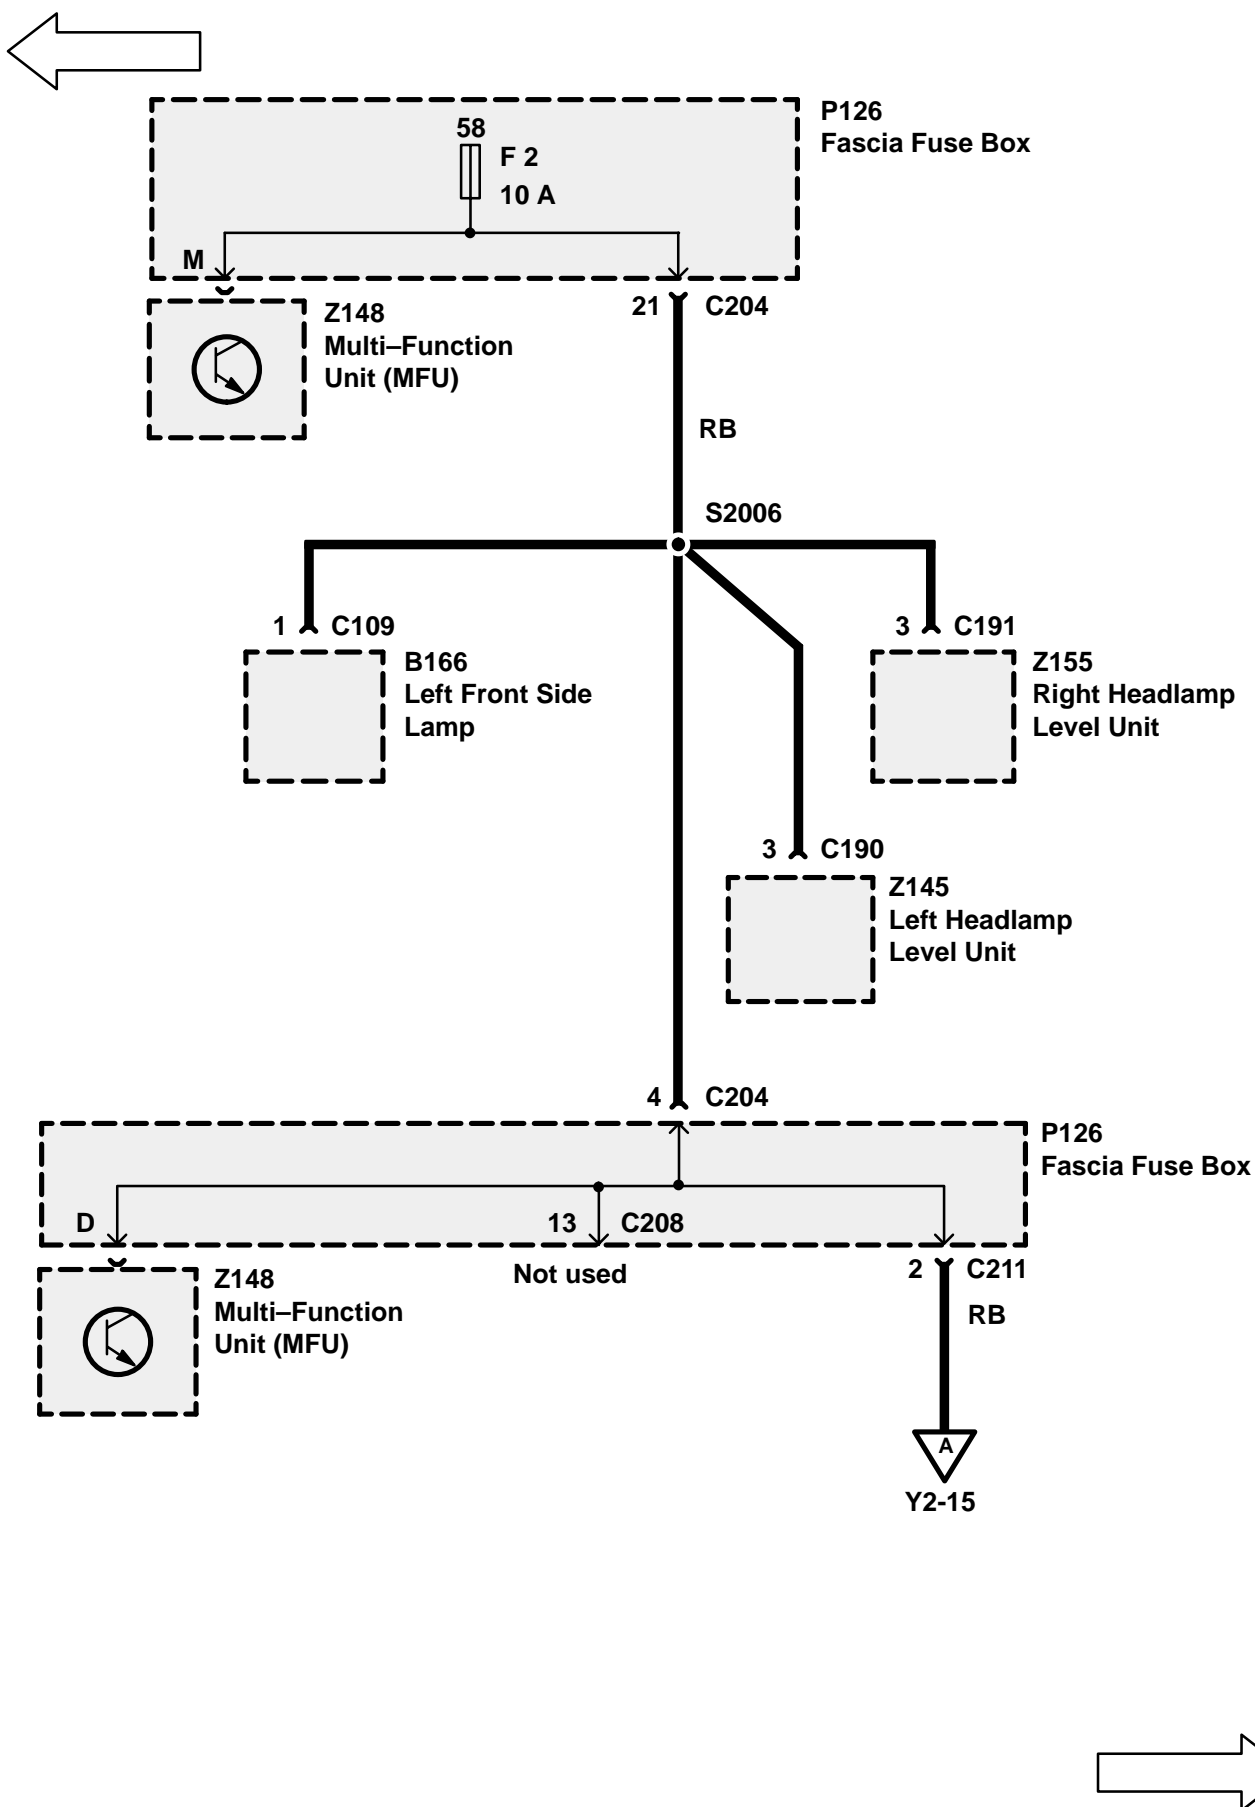 P126
58
Fascia Fuse Box
F 2
10 A
M
21 C204
Z148
Multi–Function
Unit (MFU)
RB
S2006
1 C109
3 C191
B166
Left Front Side
Lamp
Z155
Right Headlamp
Level Unit
3 C190
Z145
Left Headlamp
Level Unit
4 C204
P126
Fascia Fuse Box
D
13 C208
Not used
2 C211
Z148
Multi–Function
Unit (MFU)
RB
A
Y2-15